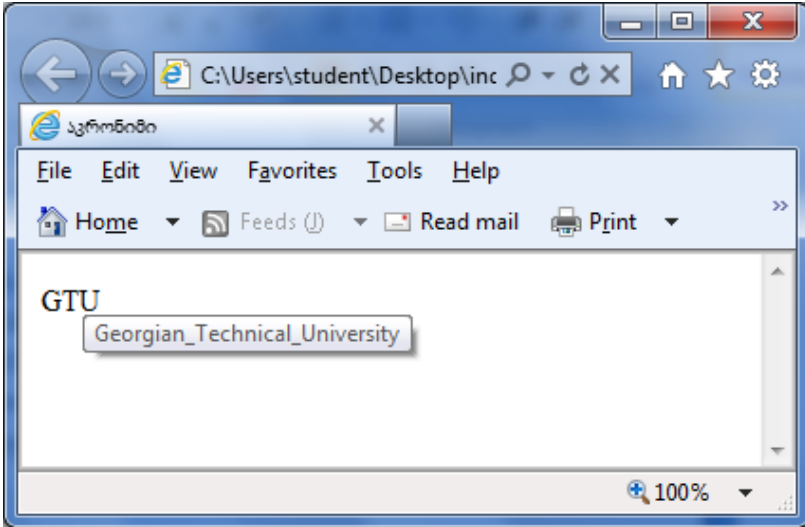 C:\Users\student\Desktop\inc
აკრონიმი
File Edit View Favorites Tools Help
Home Feeds (J) Read mail Print »
GTU
Georgian_Technical_University
100%